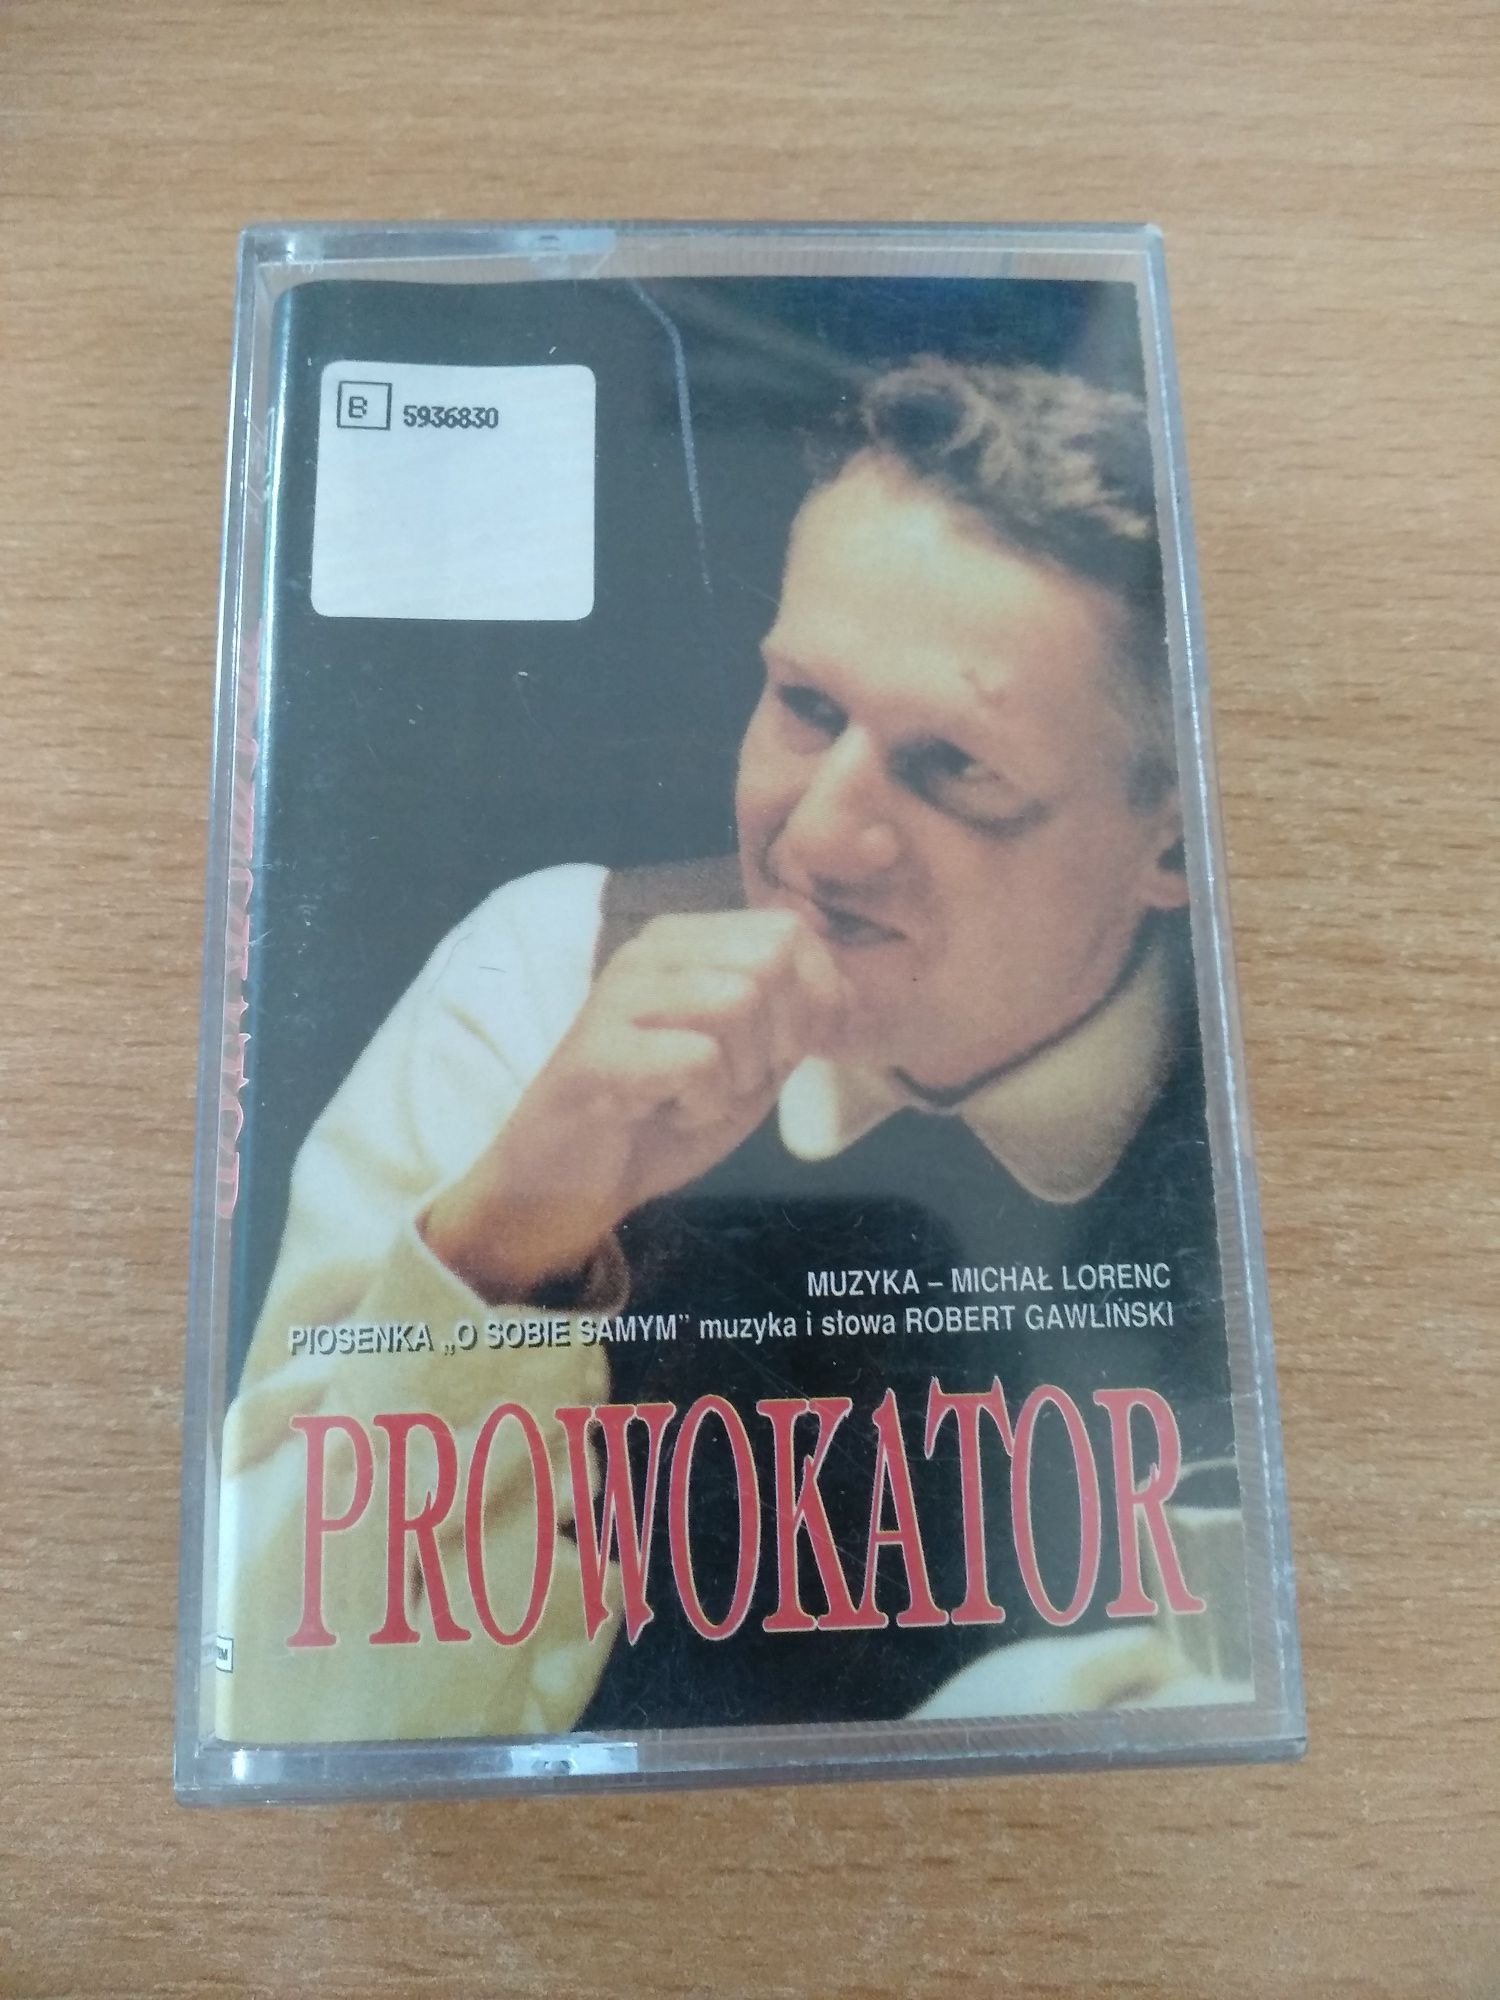 B 5936830
MUZYKA – MICHAŁ LORENC
PIOSENKA „O SOBIE SAMYM” muzyka i słowa ROBERT GAWLIŃSKI
PROWOKATOR